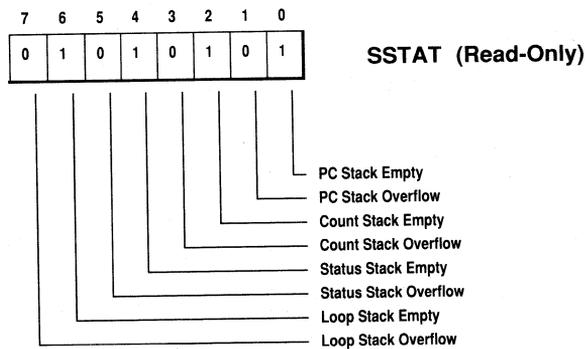 7 6 5 4 3 2 1 0
0 1 0 1 0 1 0 1 SSTAT (Read-Only)
PC Stack Empty
PC Stack Overflow
Count Stack Empty
Count Stack Overflow
Status Stack Empty
Status Stack Overflow
Loop Stack Empty
Loop Stack Overflow